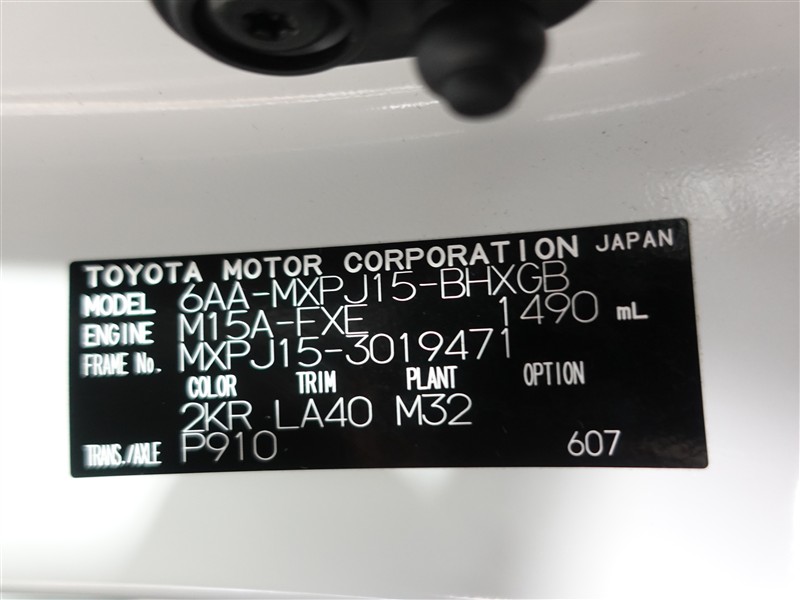 TOYOTA MOTOR CORPORATION JAPAN
MODEL 6AA-MXPJ15-BHXGB
ENGINE M15A-FXE 1490 mL
FRAME No. MXPJ15-3019471
COLOR TRIM PLANT OPTION
2KR LA40 M32
TRANS./AXLE P910 607